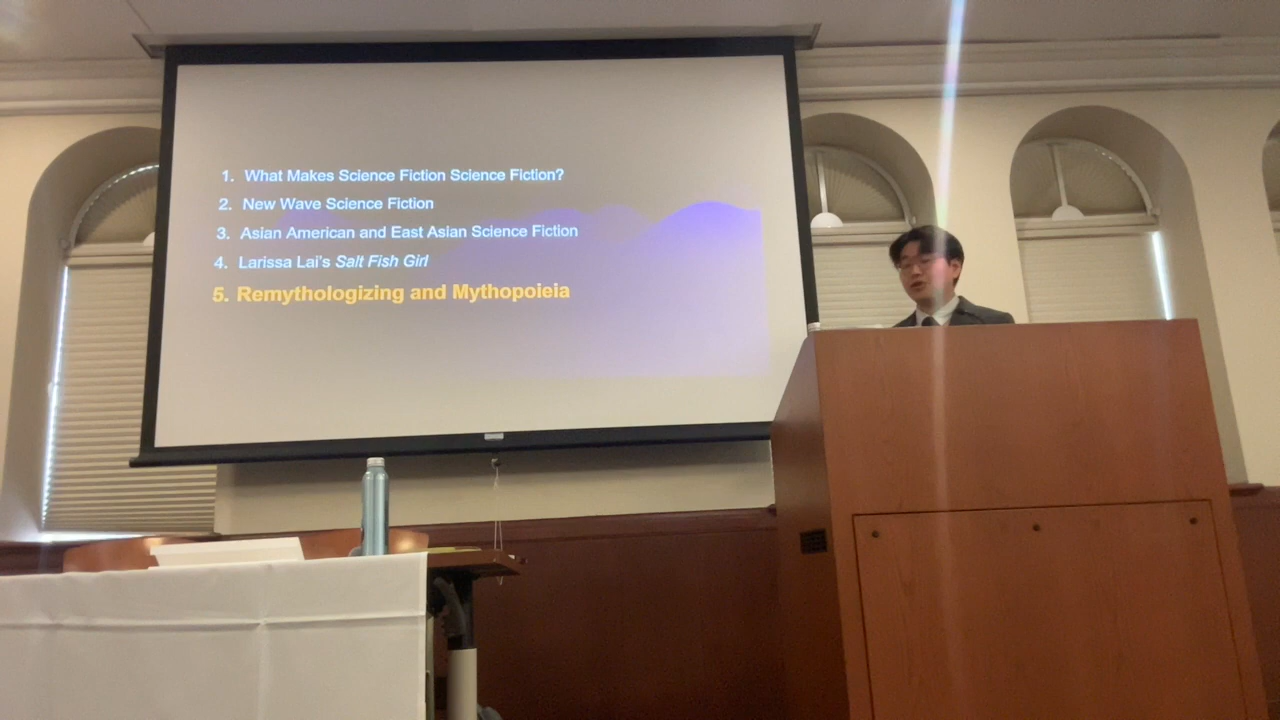 1. What Makes Science Fiction Science Fiction?
2. New Wave Science Fiction
3. Asian American and East Asian Science Fiction
4. Larissa Lai's Salt Fish Girl
5. Remythologizing and Mythopoieia